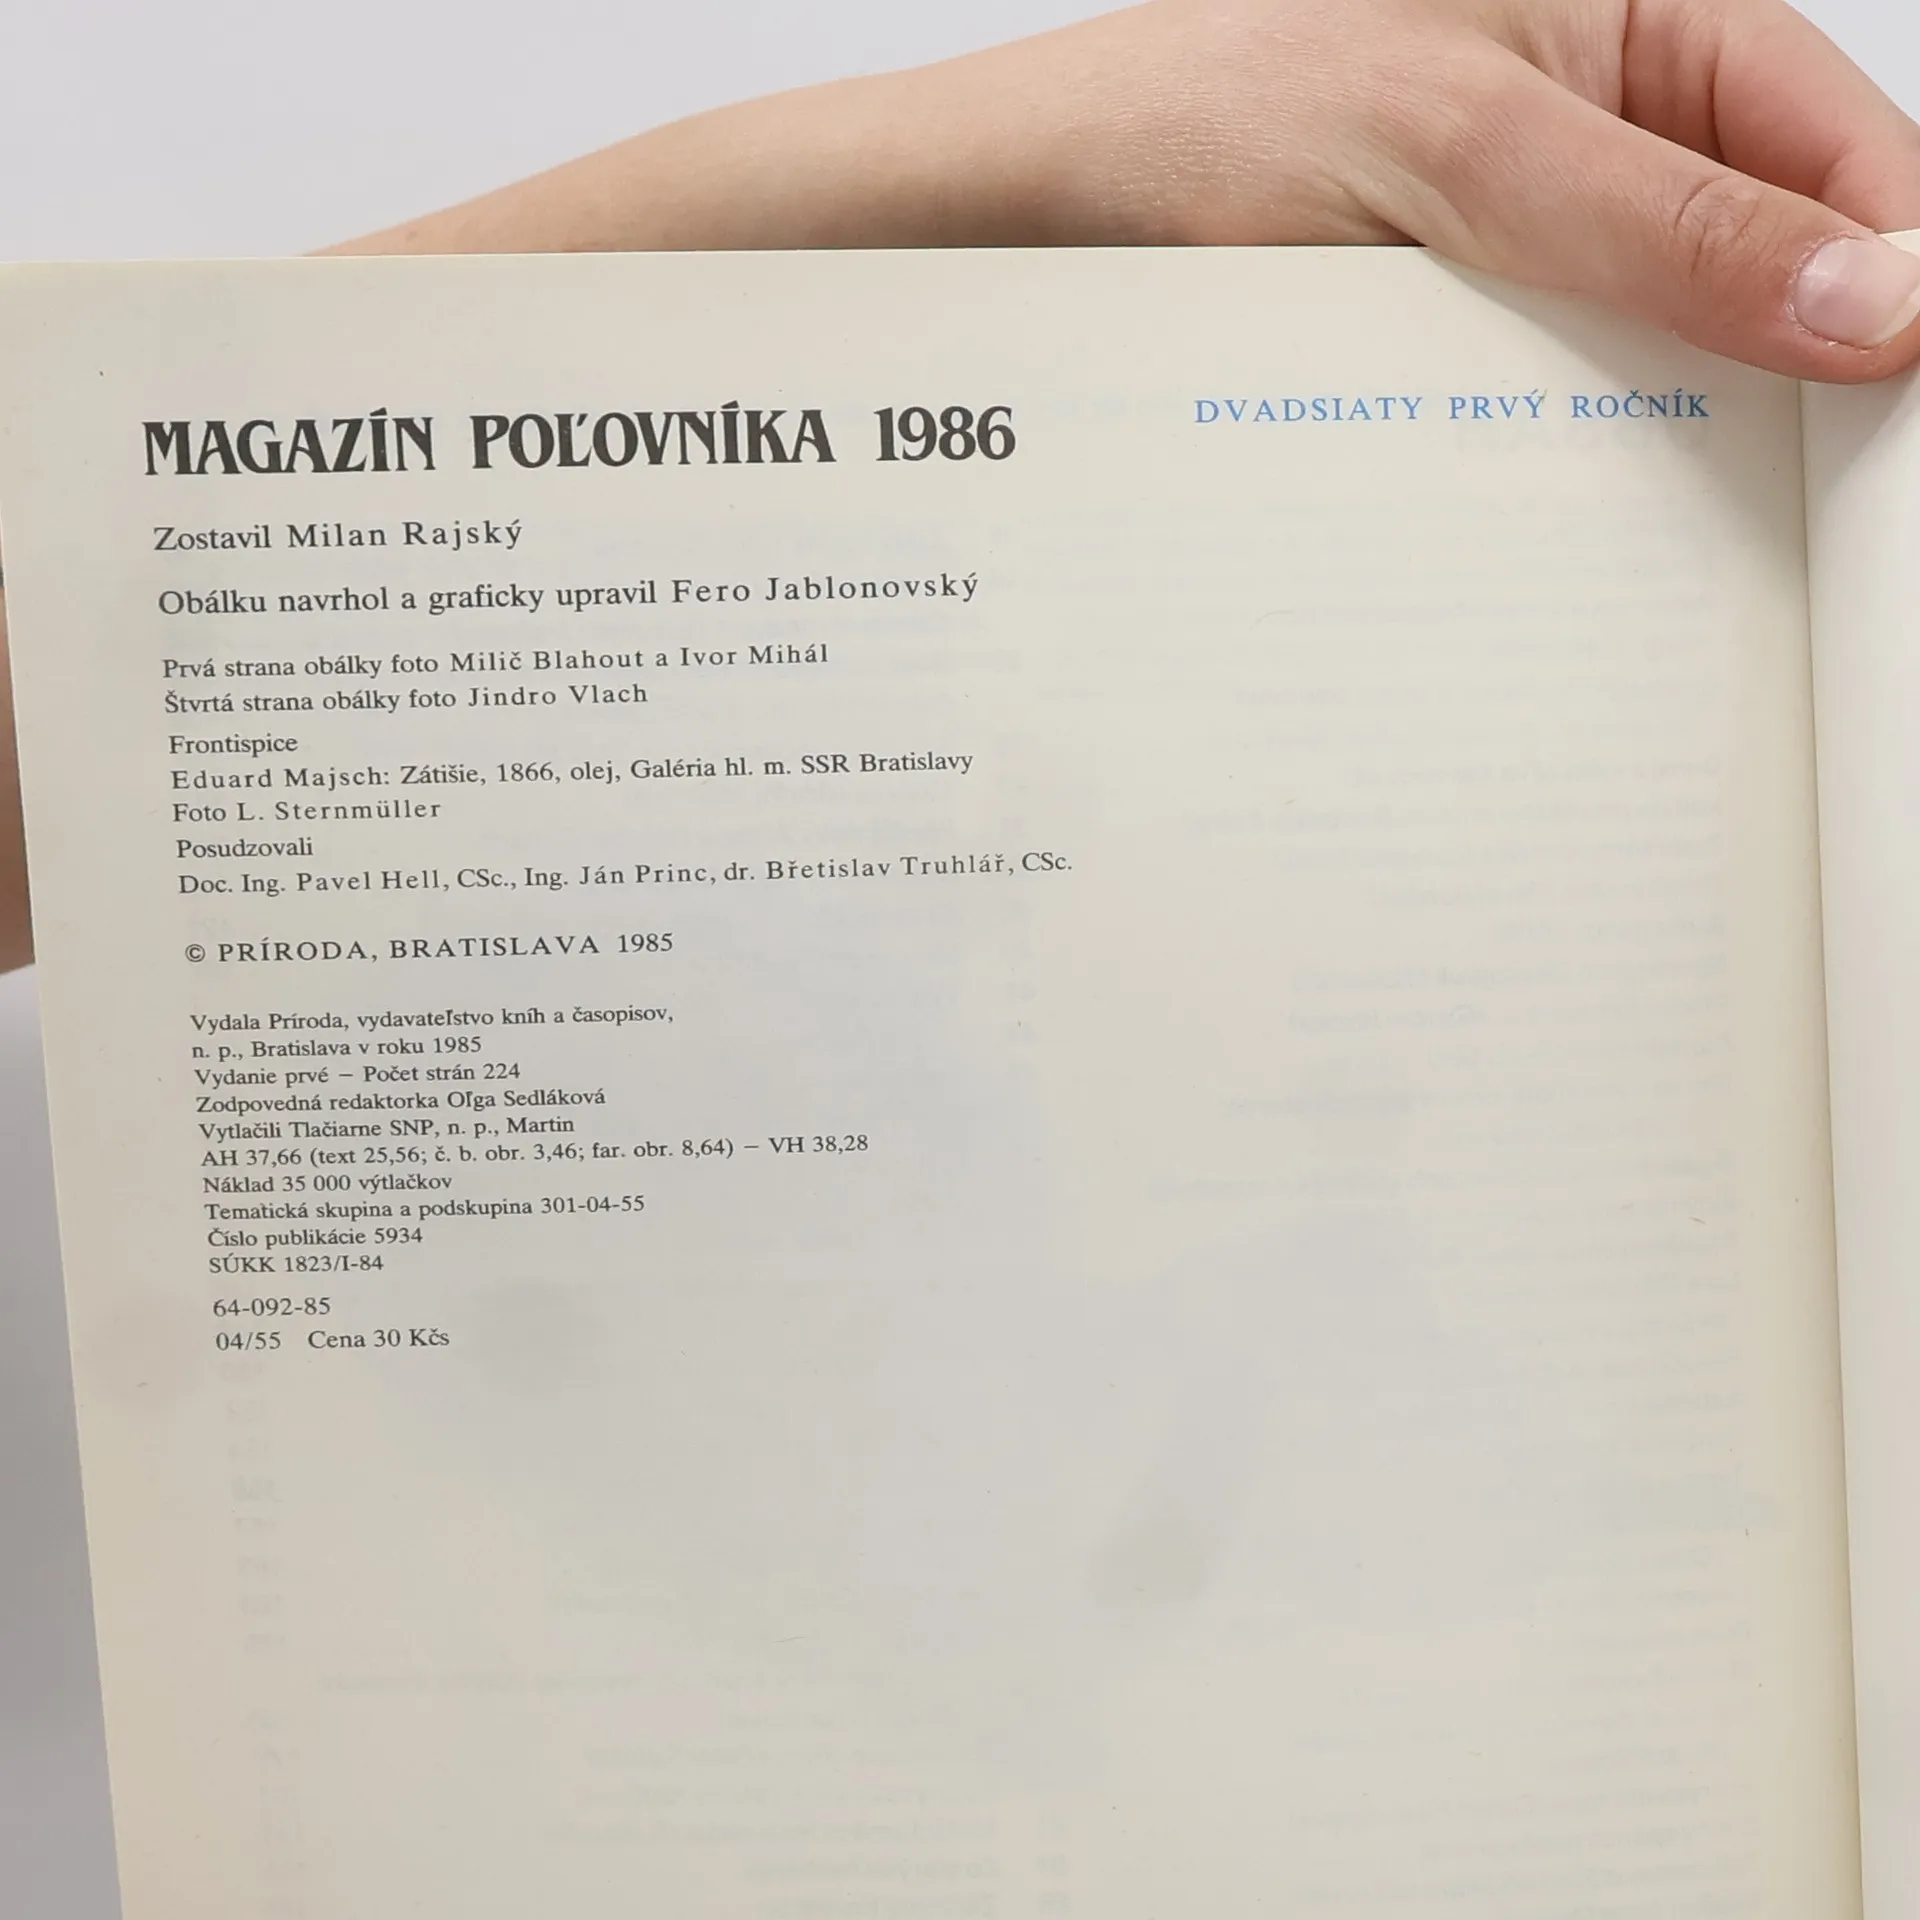 MAGAZÍN POĽOVNÍKA 1986
DVADSIATY PRVÝ ROČNÍK
Zostavil Milan Rajský
Obálku navrhol a graficky upravil Fero Jablonovský
Prvá strana obálky foto Milič Blahout a Ivor Mihál
Štvrtá strana obálky foto Jindro Vlach
Frontispice
Eduard Majsch: Zátišie, 1866, olej, Galéria hl. m. SSR Bratislavy
Foto L. Sternmüller
Posudzovali
Doc. Ing. Pavel Hell, CSc., Ing. Ján Princ, dr. Břetislav Truhlář, CSc.
© PRÍRODA, BRATISLAVA 1985
Vydala Príroda, vydavateľstvo kníh a časopisov,
n. p., Bratislava v roku 1985
Vydanie prvé – Počet strán 224
Zodpovedná redaktorka Oľga Sedláková
Vytlačili Tlačiarne SNP, n. p., Martin
AH 37,66 (text 25,56; č. b. obr. 3,46; far. obr. 8,64) – VH 38,28
Náklad 35 000 výtlačkov
Tematická skupina a podskupina 301-04-55
Číslo publikácie 5934
SÚKK 1823/I-84
64-092-85
04/55 Cena 30 Kčs